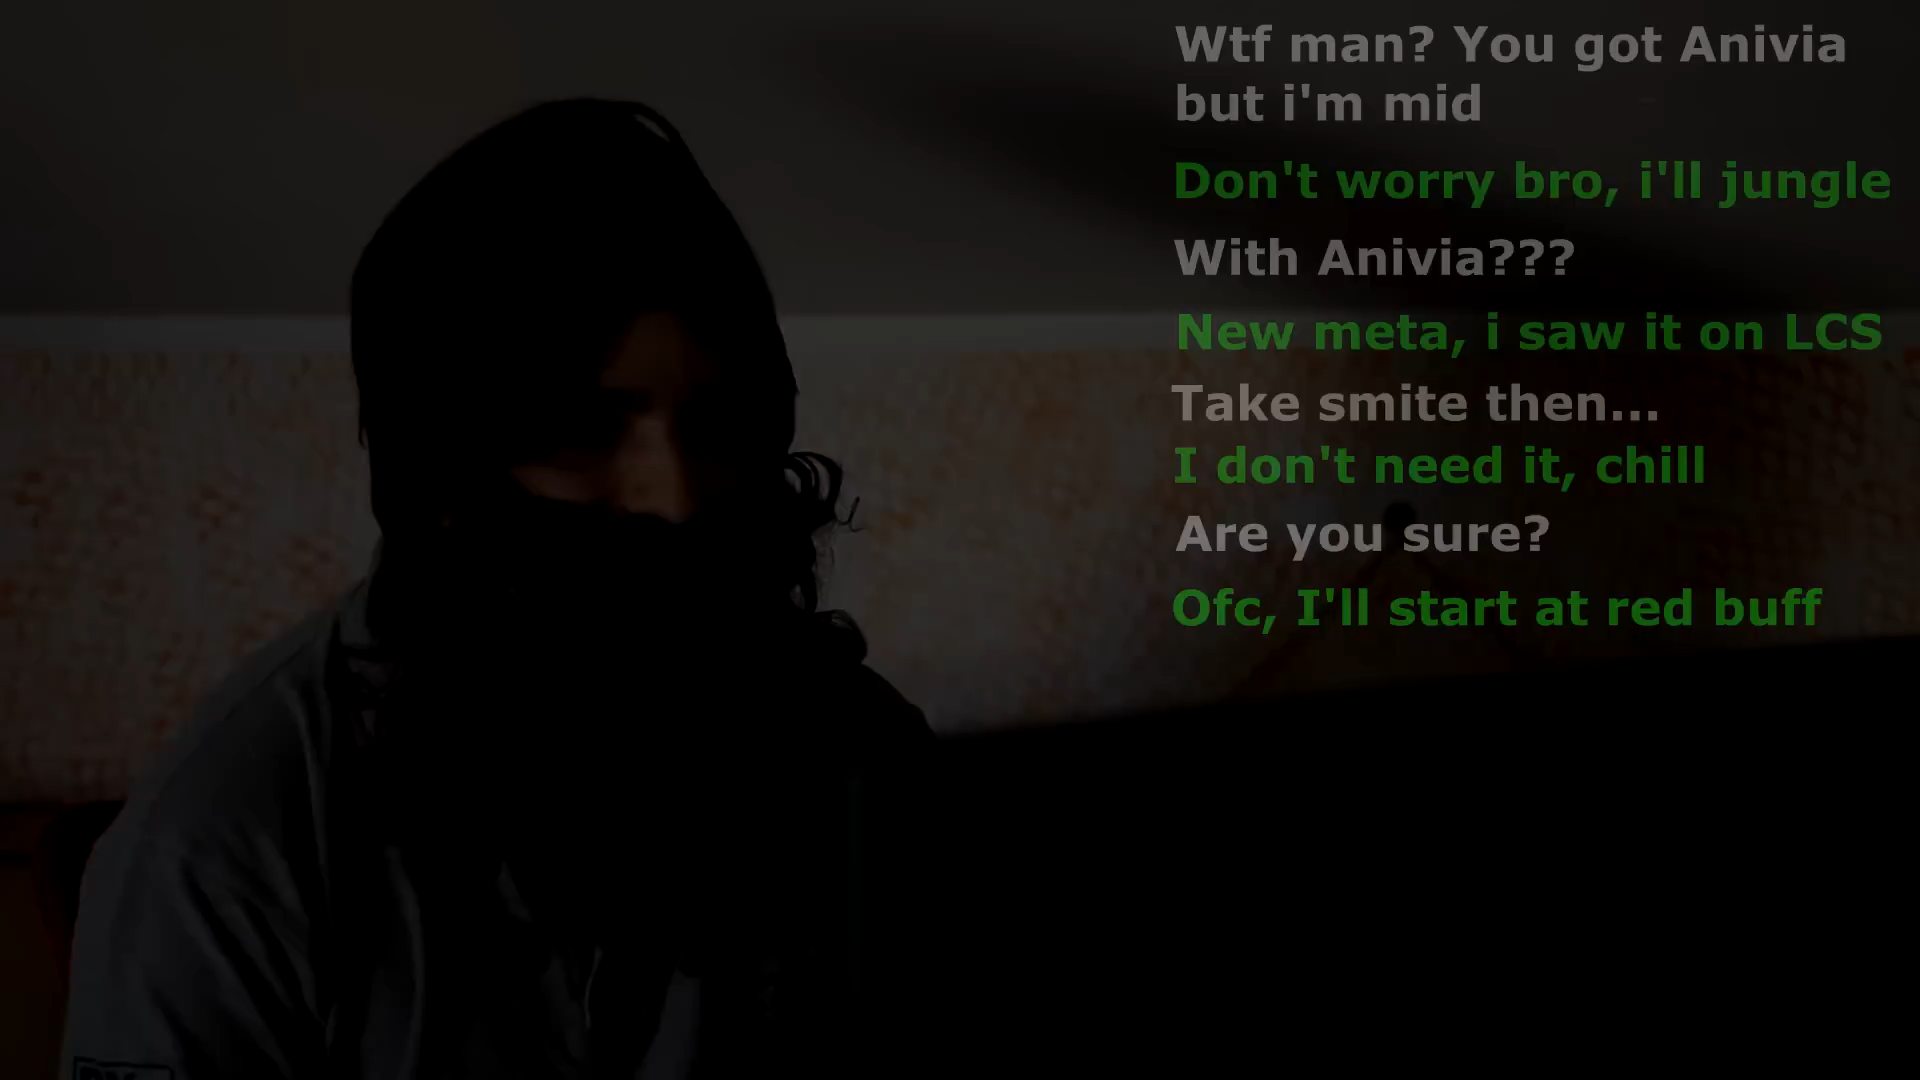 Wtf man? You got Anivia
but i'm mid
Don't worry bro, i'll jungle
With Anivia???
New meta, i saw it on LCS
Take smite then...
I don't need it, chill
Are you sure?
Ofc, I'll start at red buff